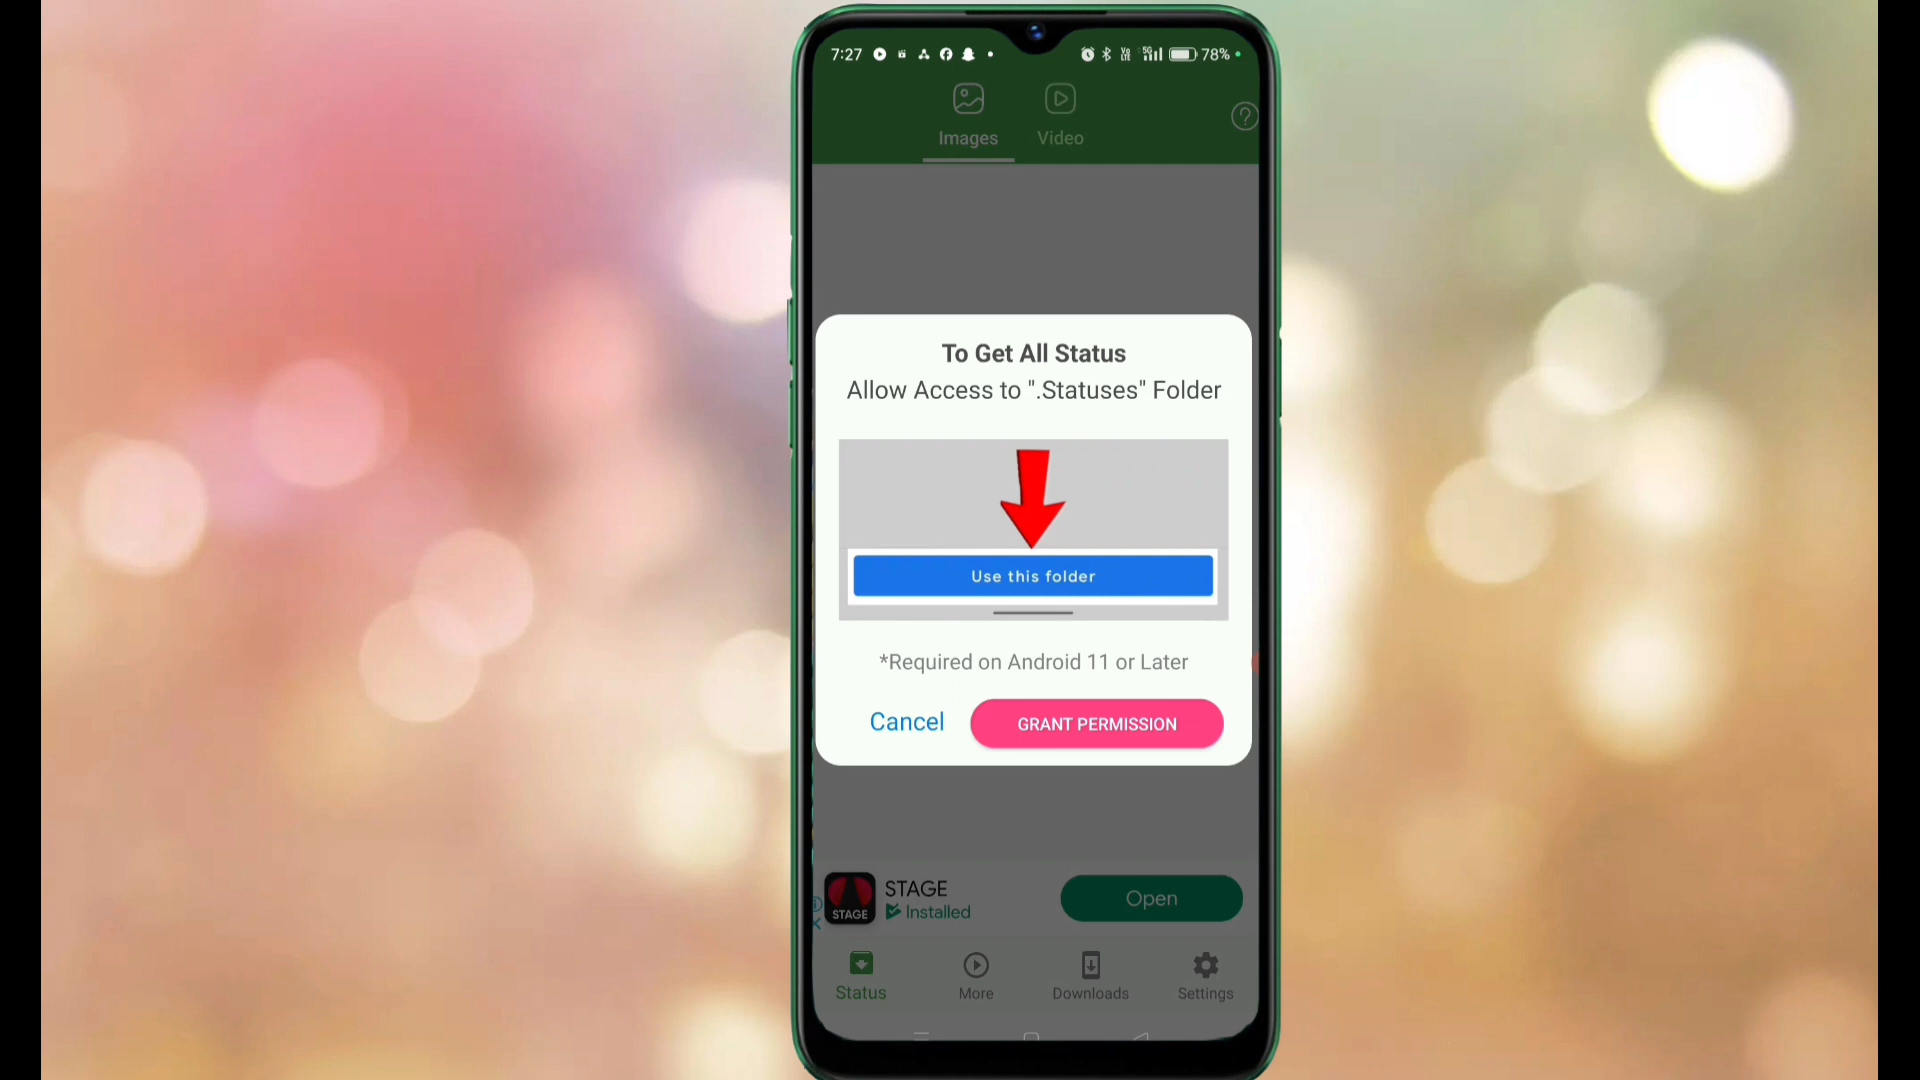 7:27
5G
78%
Images
Video
To Get All Status
Allow Access to ".Statuses" Folder
Use this folder
*Required on Android 11 or Later
Cancel
GRANT PERMISSION
STAGE
STAGE
Installed
Open
Status
More
Downloads
Settings